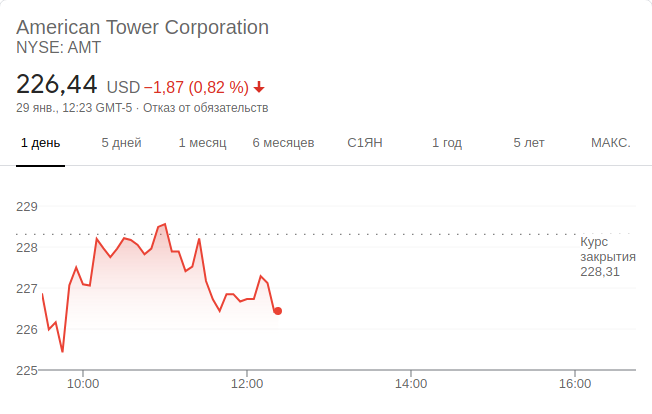 American Tower Corporation
NYSE: AMT
226,44 USD −1,87 (0,82 %)
29 янв., 12:23 GMT-5 · Отказ от обязательств
1 день 5 дней 1 месяц 6 месяцев С1ЯН 1 год 5 лет МАКС.
229
228
227
226
225
Курс
закрытия
228,31
10:00 12:00 14:00 16:00